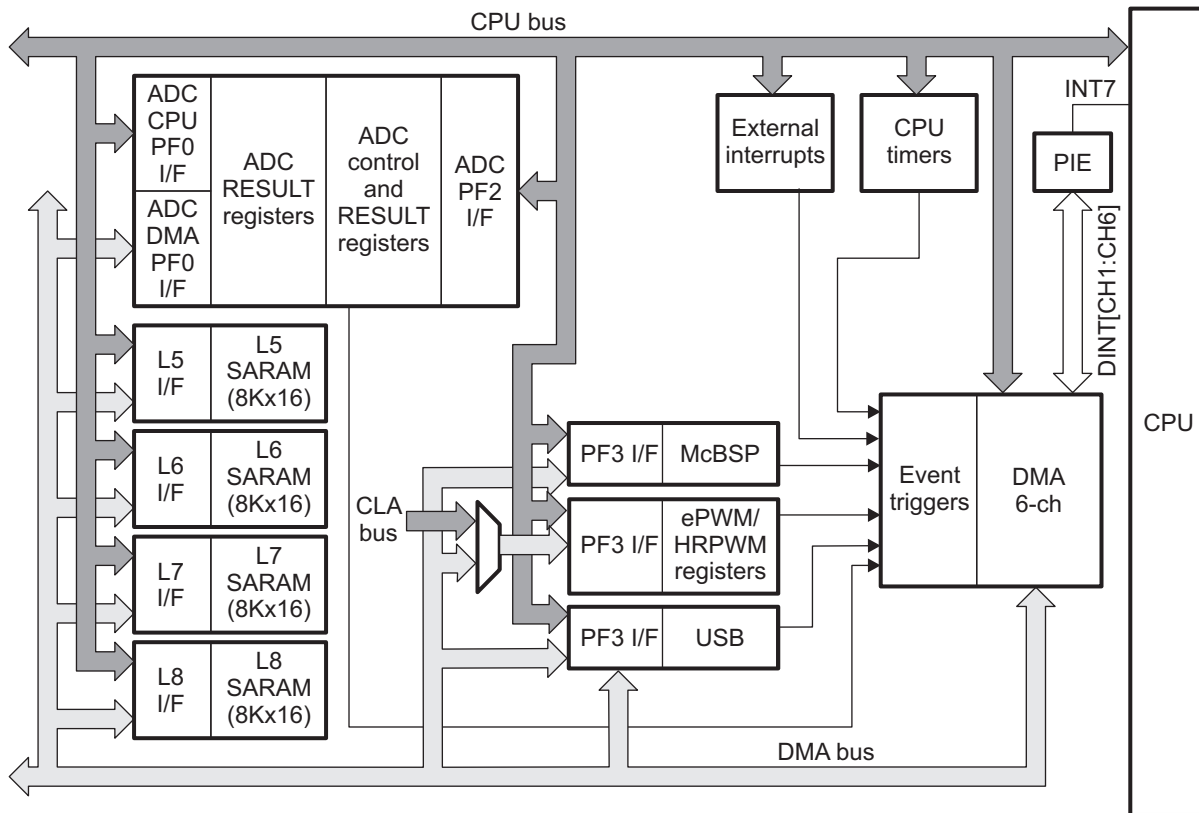 CPU bus
ADC
CPU
PF0
I/F
ADC
DMA
PF0
I/F
ADC
RESULT
registers
ADC
control
and
RESULT
registers
ADC
PF2
I/F
External
interrupts
CPU
timers
INT7
PIE
DINT[CH1:CH6]
CPU
L5
I/F
L5
SARAM
(8Kx16)
L6
I/F
L6
SARAM
(8Kx16)
L7
I/F
L7
SARAM
(8Kx16)
L8
I/F
L8
SARAM
(8Kx16)
CLA
bus
PF3 I/F
McBSP
PF3 I/F
ePWM/
HRPWM
registers
PF3 I/F
USB
Event
triggers
DMA
6-ch
DMA bus